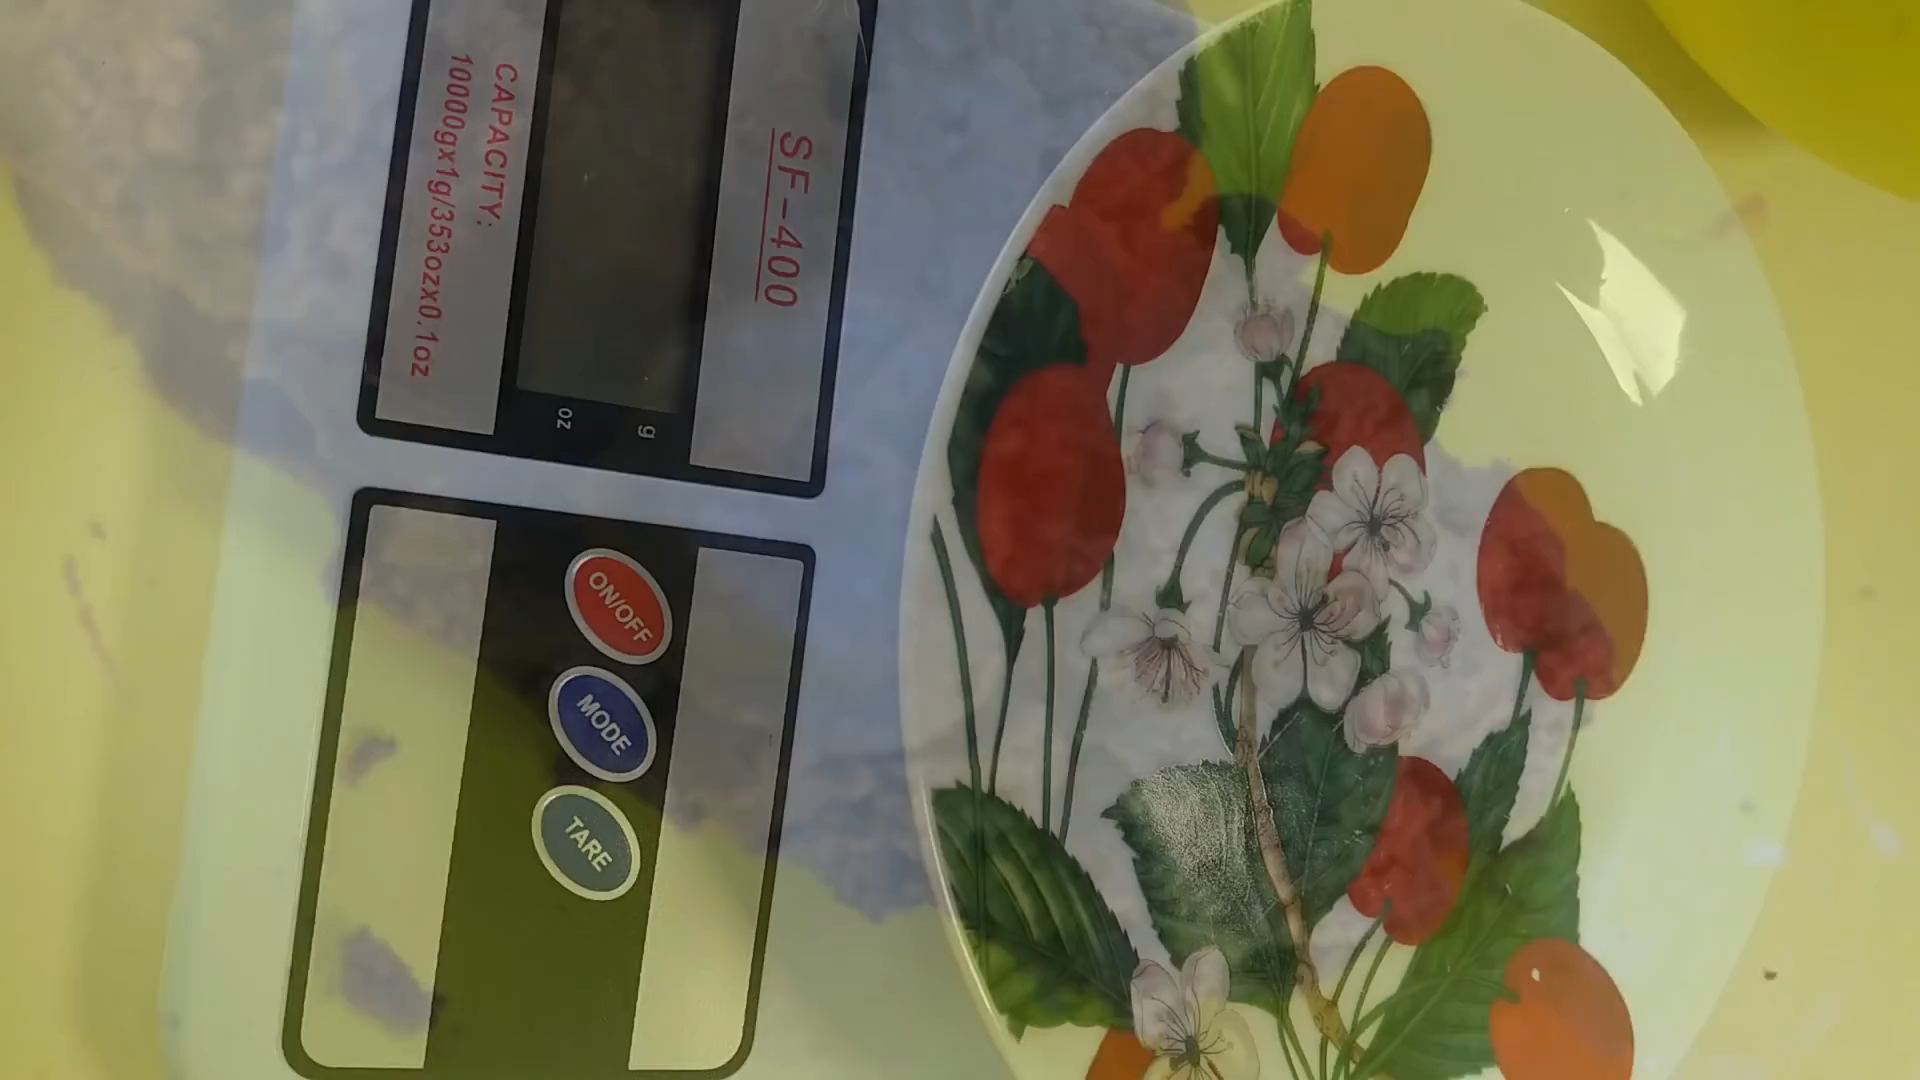 SF-400
g
oz
CAPACITY:
10000gx1g/353ozx0.1oz
ON/OFF
MODE
TARE